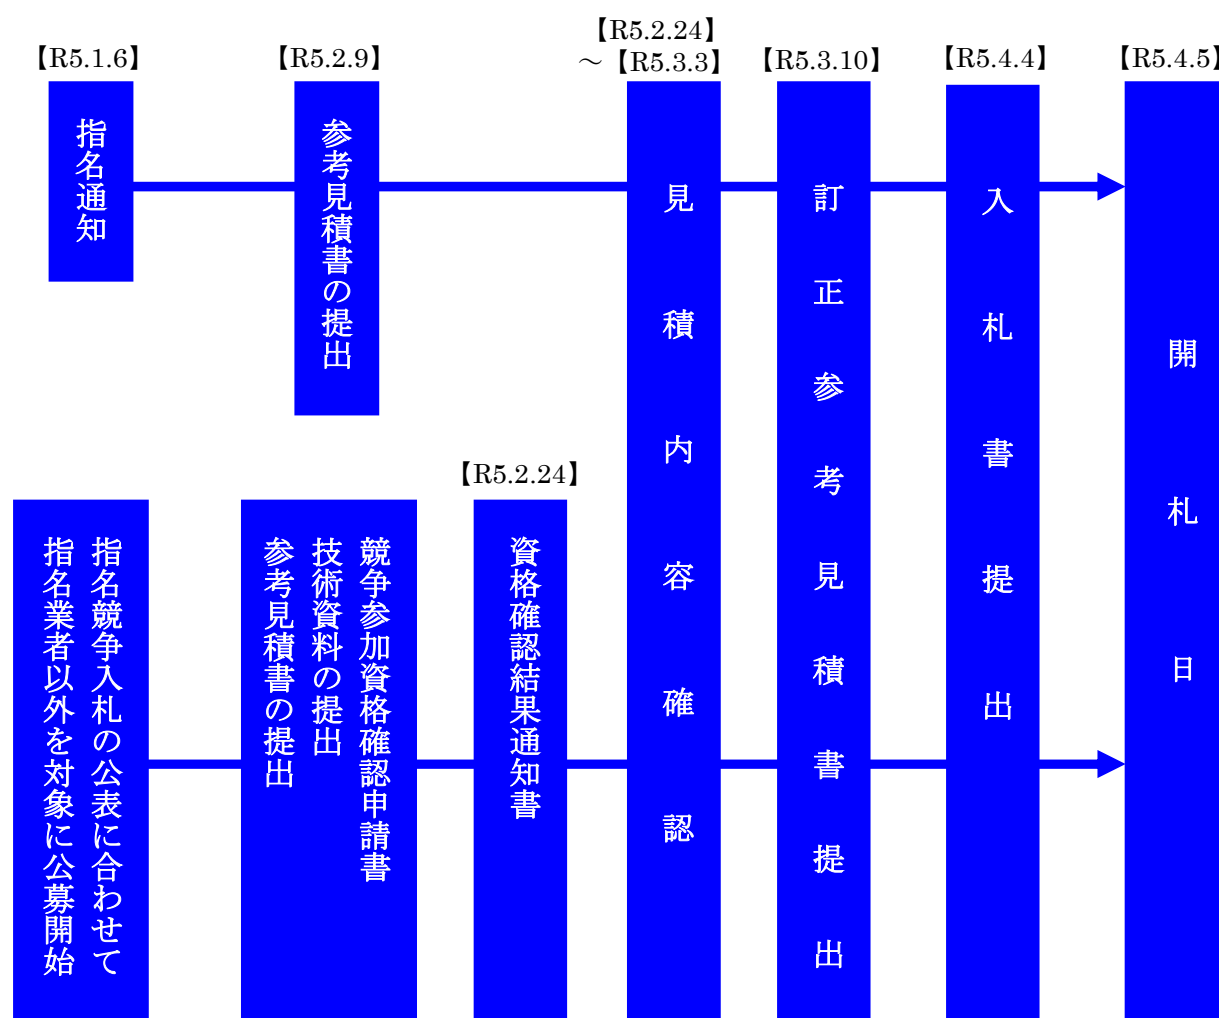 【R5.1.6】
指名通知
【R5.2.9】
参考見積書の提出
【R5.2.24】
～【R5.3.3】
見積内容確認
【R5.3.10】
訂正参考見積書提出
【R5.4.4】
入札書提出
【R5.4.5】
開札日
指名競争入札の公表に合わせて
指名業者以外を対象に公募開始
競争参加資格確認申請書
技術資料の提出
参考見積書の提出
【R5.2.24】
資格確認結果通知書